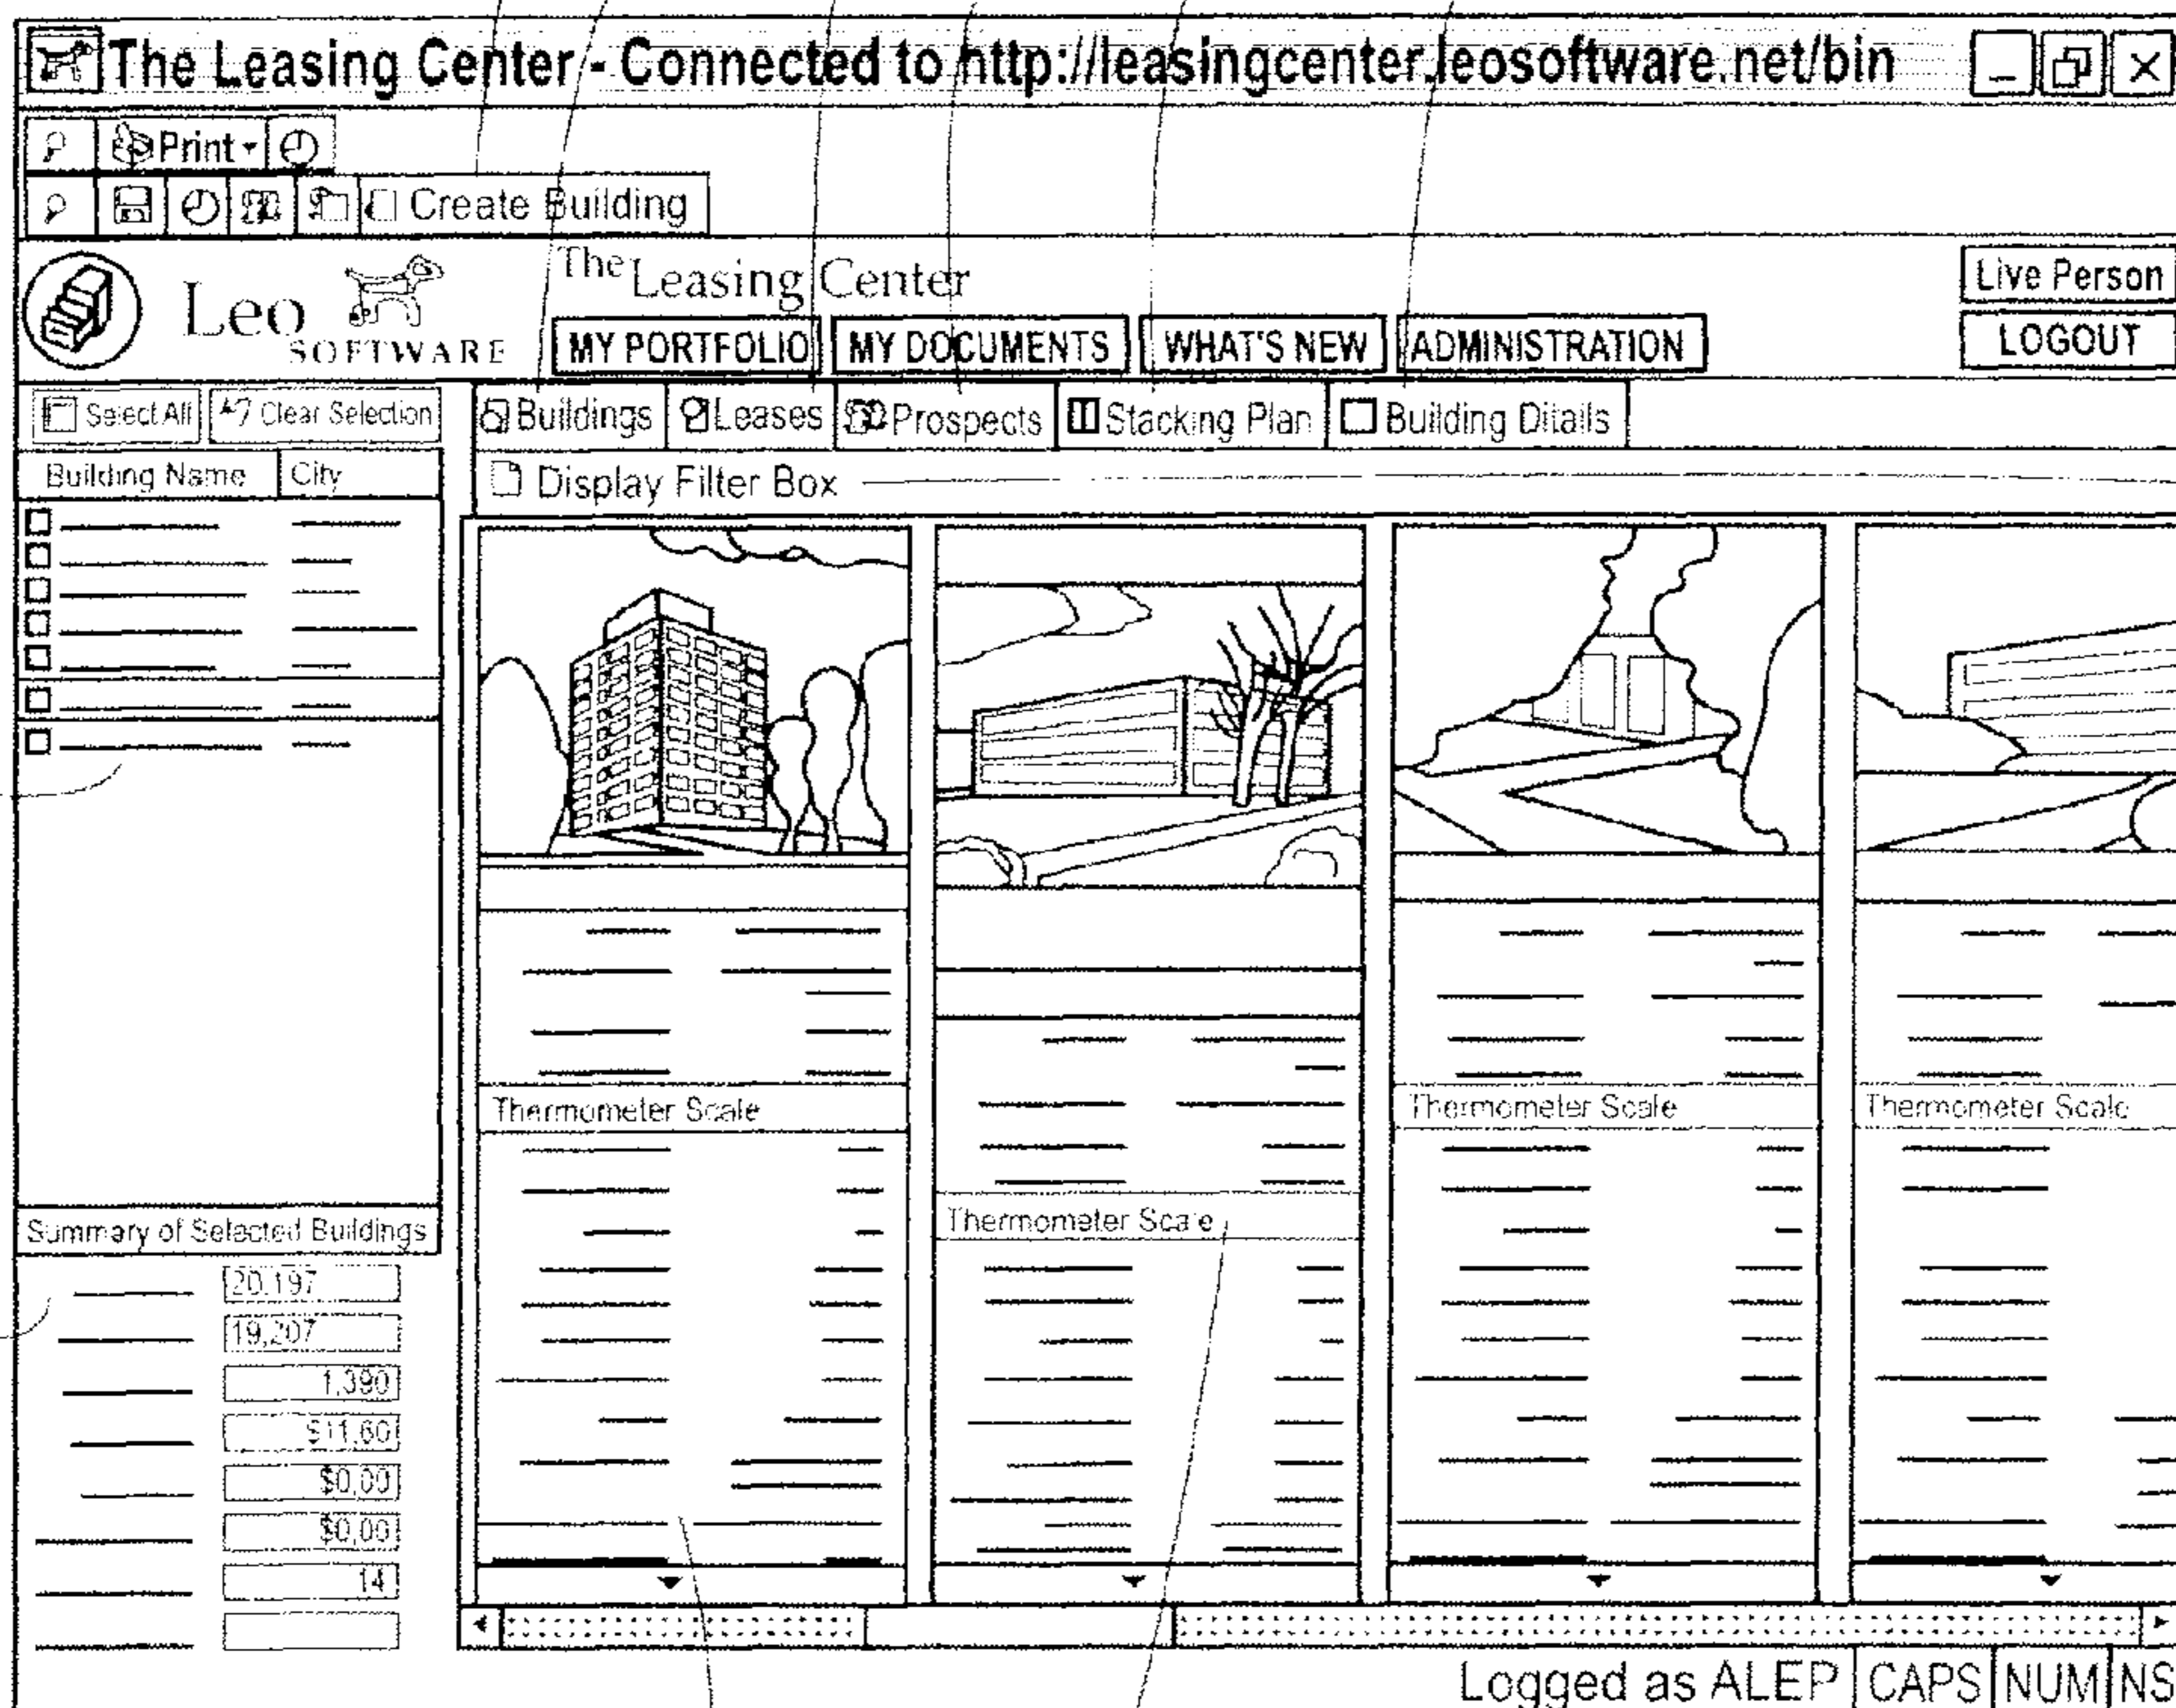 The Leasing Center - Connected to http://leasingcenter.leosoftware.net/bin
Print
Create Building
Leo SOFTWARE
The Leasing Center
Live Person
MY PORTFOLIO MY DOCUMENTS WHAT'S NEW ADMINISTRATION LOGOUT
Select All Clear Selection Buildings Leases Prospects Stacking Plan Building Ditails
Building Name City Display Filter Box
Thermometer Scale Thermometer Scale Thermometer Scale
Thermometer Scale
Summary of Selected Buildings
20,197
19,207
1,390
$11,60
$0,00
$0,00
14
Logged as ALEP CAPS NUM NS